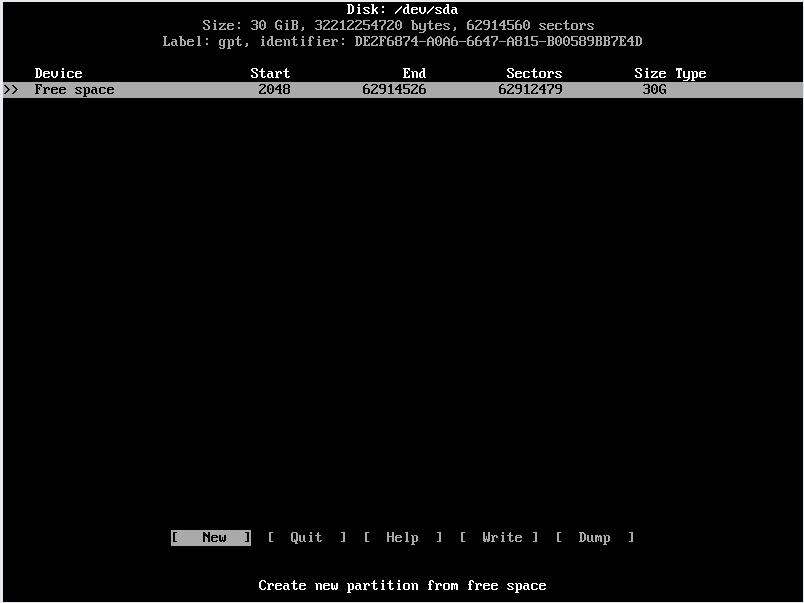 Disk: /dev/sda
Size: 30 GiB, 32212254720 bytes, 62914560 sectors
Label: gpt, identifier: DE2F6874-A0A6-6647-A815-B00589BB7E4D
Device Start End Sectors Size Type
>> Free space 2048 62914526 62912479 30G
[ New ] [ Quit ] [ Help ] [ Write ] [ Dump ]
Create new partition from free space